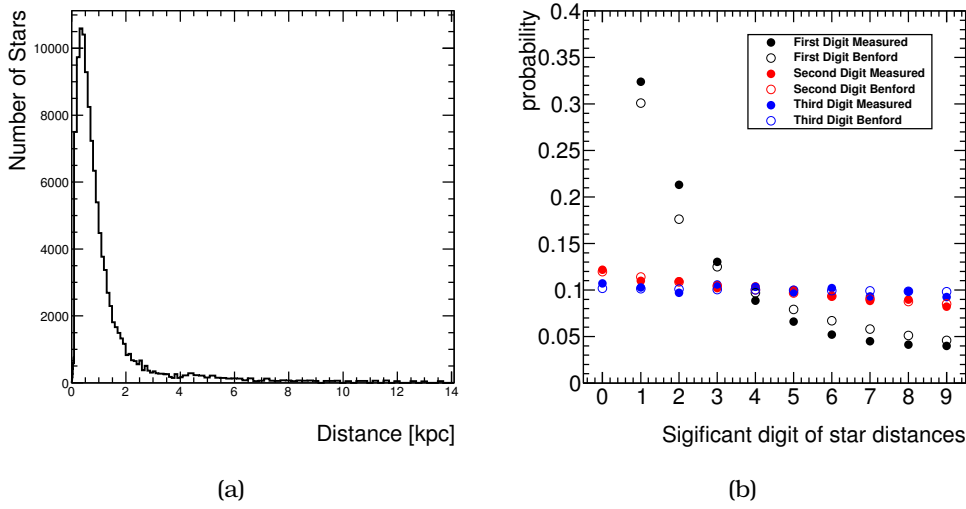 Number of Stars
10000
8000
6000
4000
2000
0
0 2 4 6 8 10 12 14
Distance [kpc]
(a)
probability
0.4
0.35
0.3
0.25
0.2
0.15
0.1
0.05
0
0 1 2 3 4 5 6 7 8 9
First Digit Measured
First Digit Benford
Second Digit Measured
Second Digit Benford
Third Digit Measured
Third Digit Benford
Sigificant digit of star distances
(b)